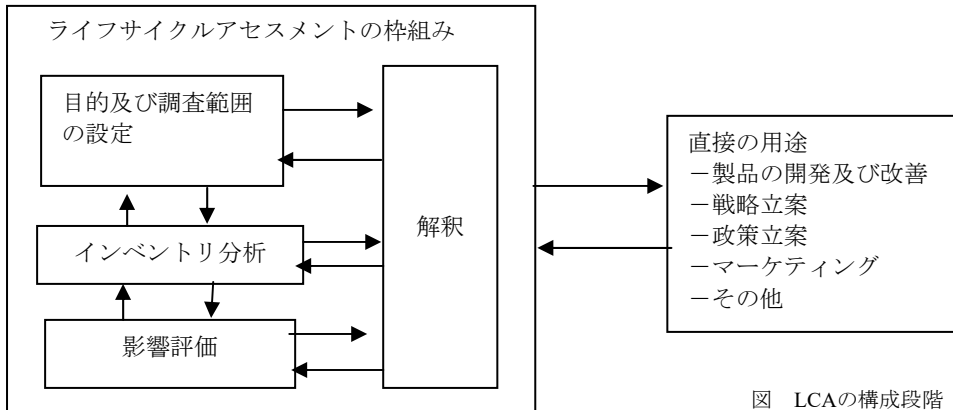 ライフサイクルアセスメントの枠組み
目的及び調査範囲
の設定
インベントリ分析
影響評価
解釈
直接の用途
－製品の開発及び改善
－戦略立案
－政策立案
－マーケティング
－その他
図　LCAの構成段階